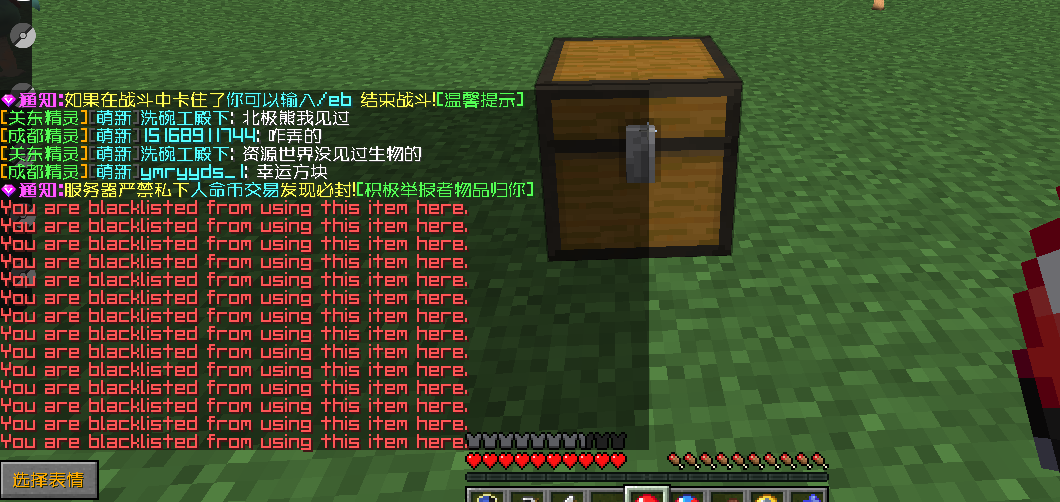 通知:如果在战斗中卡住了你可以输入/eb 结束战斗![温馨提示]
[关东精灵][萌新]洗碗工殿下: 北极熊我见过
[成都精灵][萌新]15168911744: 咋弄的
[关东精灵][萌新]洗碗工殿下: 资源世界没见过生物的
[成都精灵][萌新]ymryyds_1: 幸运方块
通知:服务器严禁私下人命币交易发现必封![积极举报者物品归你]
You are blacklisted from using this item here.
You are blacklisted from using this item here.
You are blacklisted from using this item here.
You are blacklisted from using this item here.
You are blacklisted from using this item here.
You are blacklisted from using this item here.
You are blacklisted from using this item here.
You are blacklisted from using this item here.
You are blacklisted from using this item here.
You are blacklisted from using this item here.
You are blacklisted from using this item here.
You are blacklisted from using this item here.
You are blacklisted from using this item here.
You are blacklisted from using this item here.
选择表情